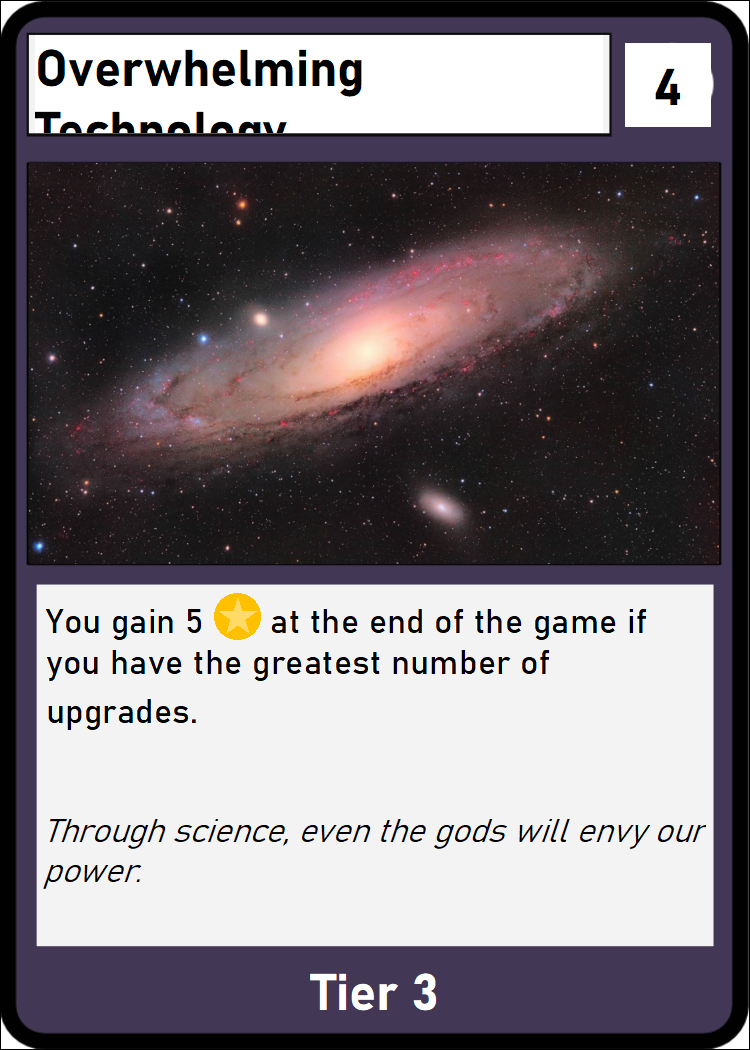 Overwhelming
Technology
4
You gain 5 at the end of the game if
you have the greatest number of
upgrades.
Through science, even the gods will envy our
power.
Tier 3